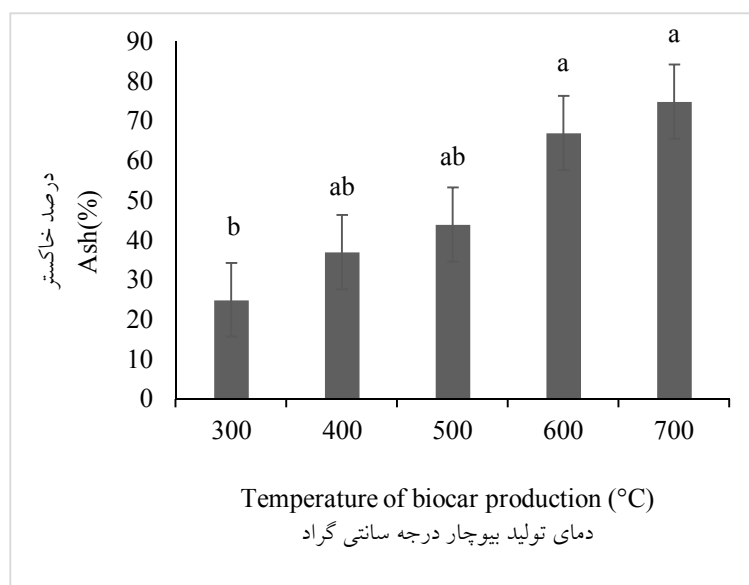 90
80
70
60
50
40
30
20
10
0
درصد خاکستر
Ash(%)
b
ab
ab
a
a
300 400 500 600 700
Temperature of biocar production (°C)
دمای تولید بیوچار درجه سانتی گراد